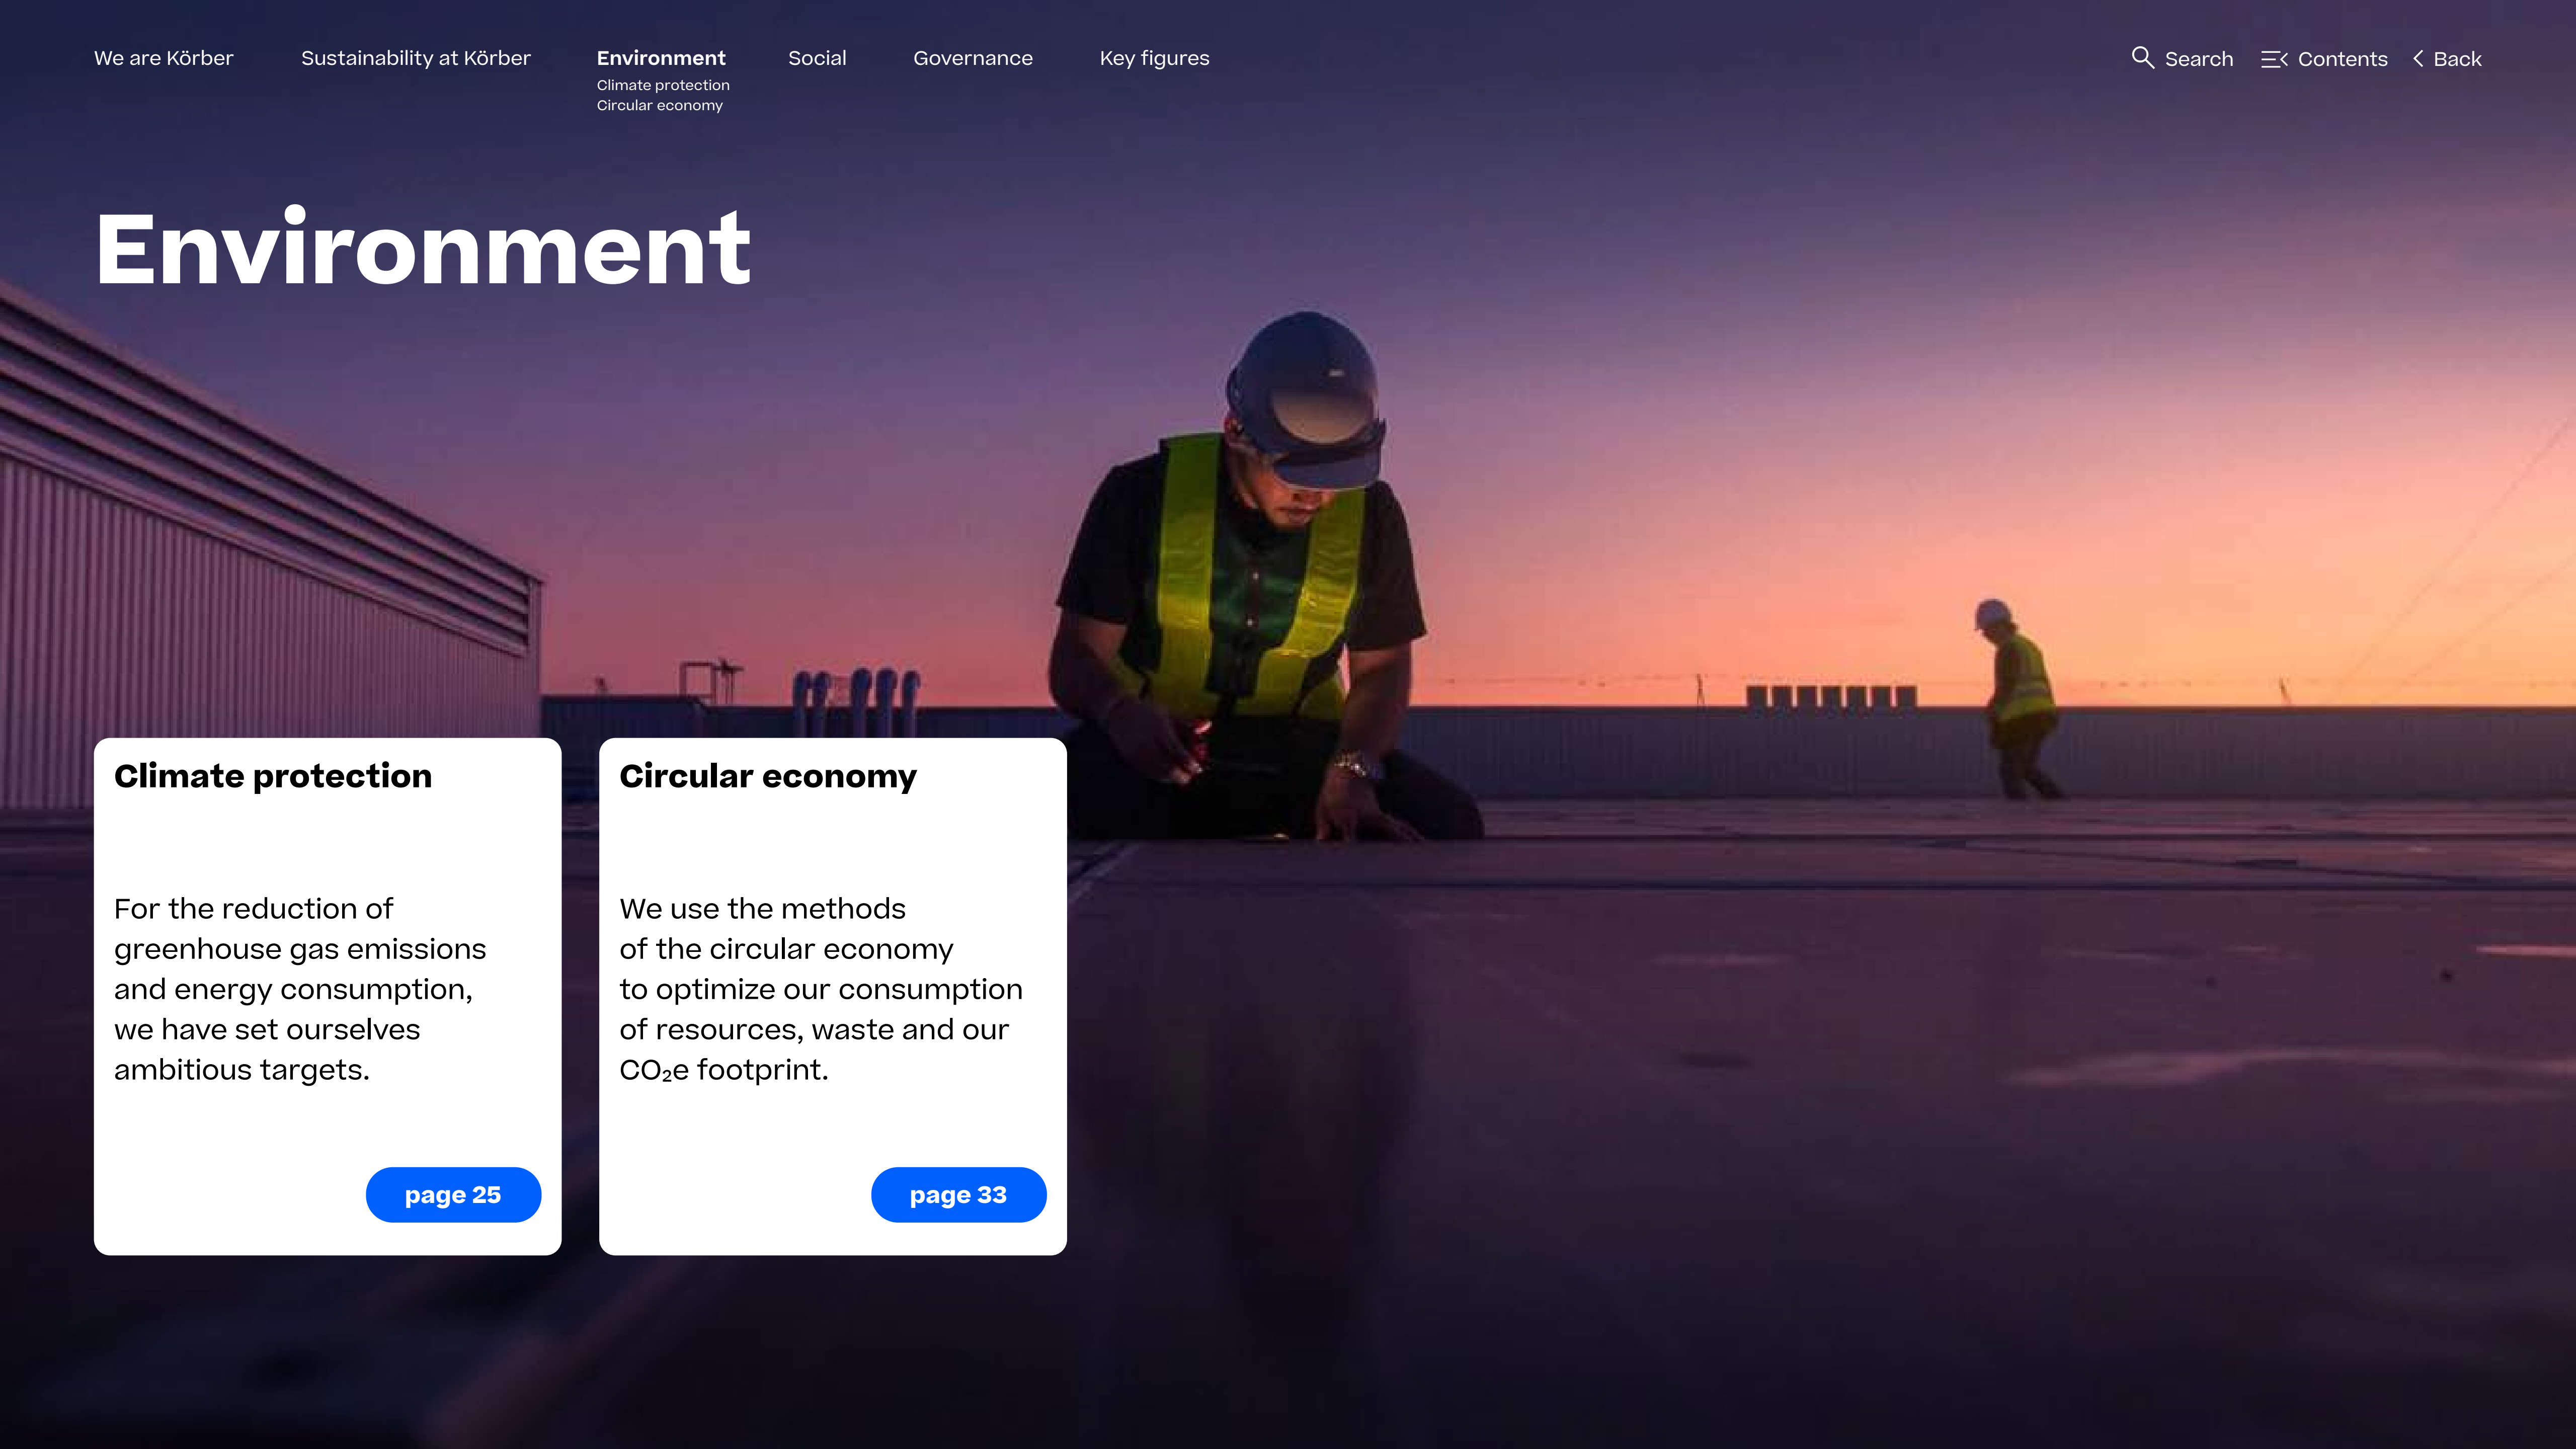 We are Körber
Sustainability at Körber
Environment
Climate protection
Circular economy
Social
Governance
Key figures
Search
Contents
Back
Environment
Climate protection
For the reduction of
greenhouse gas emissions
and energy consumption,
we have set ourselves
ambitious targets.
page 25
Circular economy
We use the methods
of the circular economy
to optimize our consumption
of resources, waste and our
CO₂e footprint.
page 33